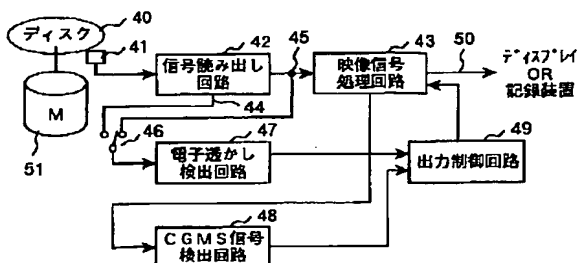 40
ディスク
41
42
信号読み出し
回路
44
45
43
映像信号
処理回路
50
ディスプレイ
OR
記録装置
M
51
46
47
電子透かし
検出回路
49
出力制御回路
48
CGMS信号
検出回路